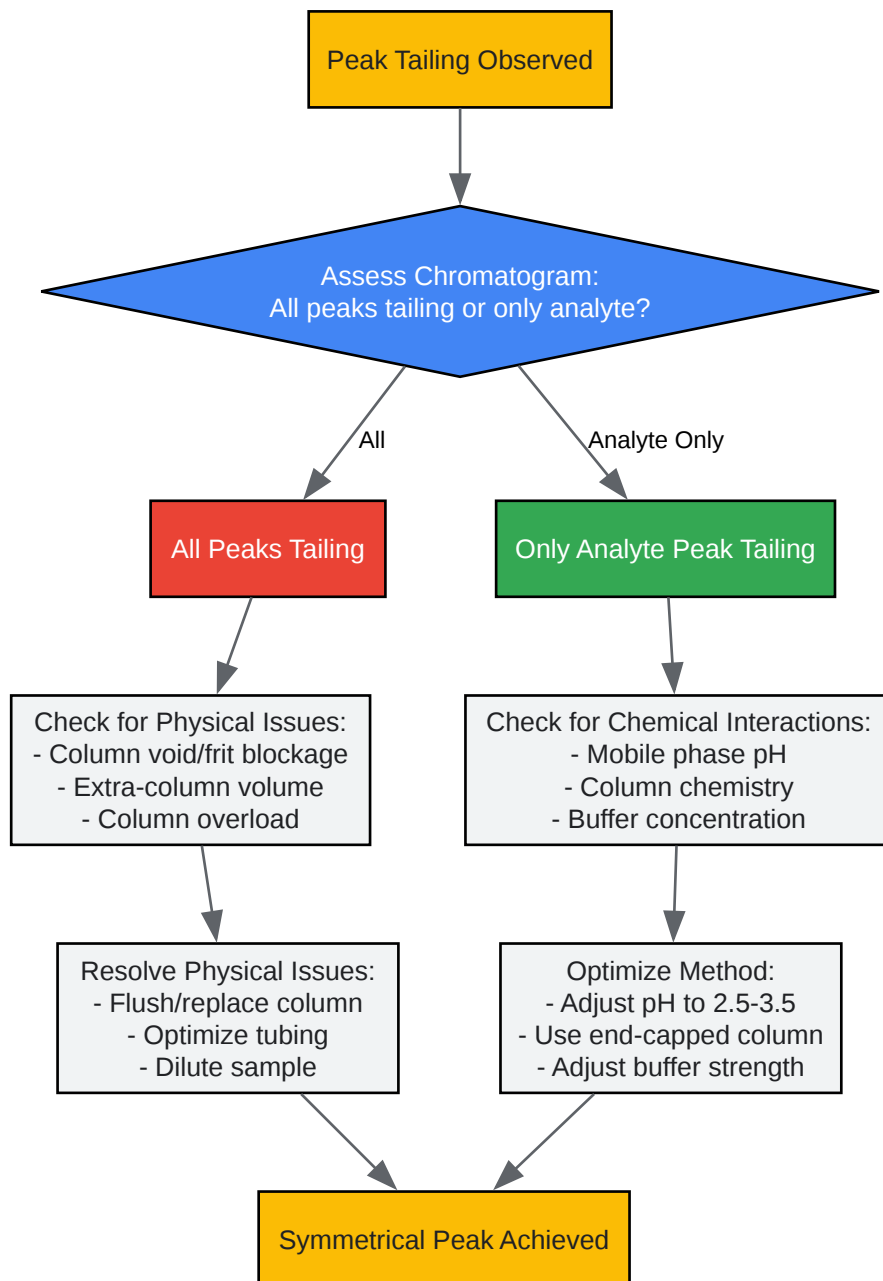 Peak Tailing Observed
Assess Chromatogram:
All peaks tailing or only analyte?
All
Analyte Only
All Peaks Tailing
Only Analyte Peak Tailing
Check for Physical Issues:
- Column void/frit blockage
- Extra-column volume
- Column overload
Check for Chemical Interactions:
- Mobile phase pH
- Column chemistry
- Buffer concentration
Resolve Physical Issues:
- Flush/replace column
- Optimize tubing
- Dilute sample
Optimize Method:
- Adjust pH to 2.5-3.5
- Use end-capped column
- Adjust buffer strength
Symmetrical Peak Achieved